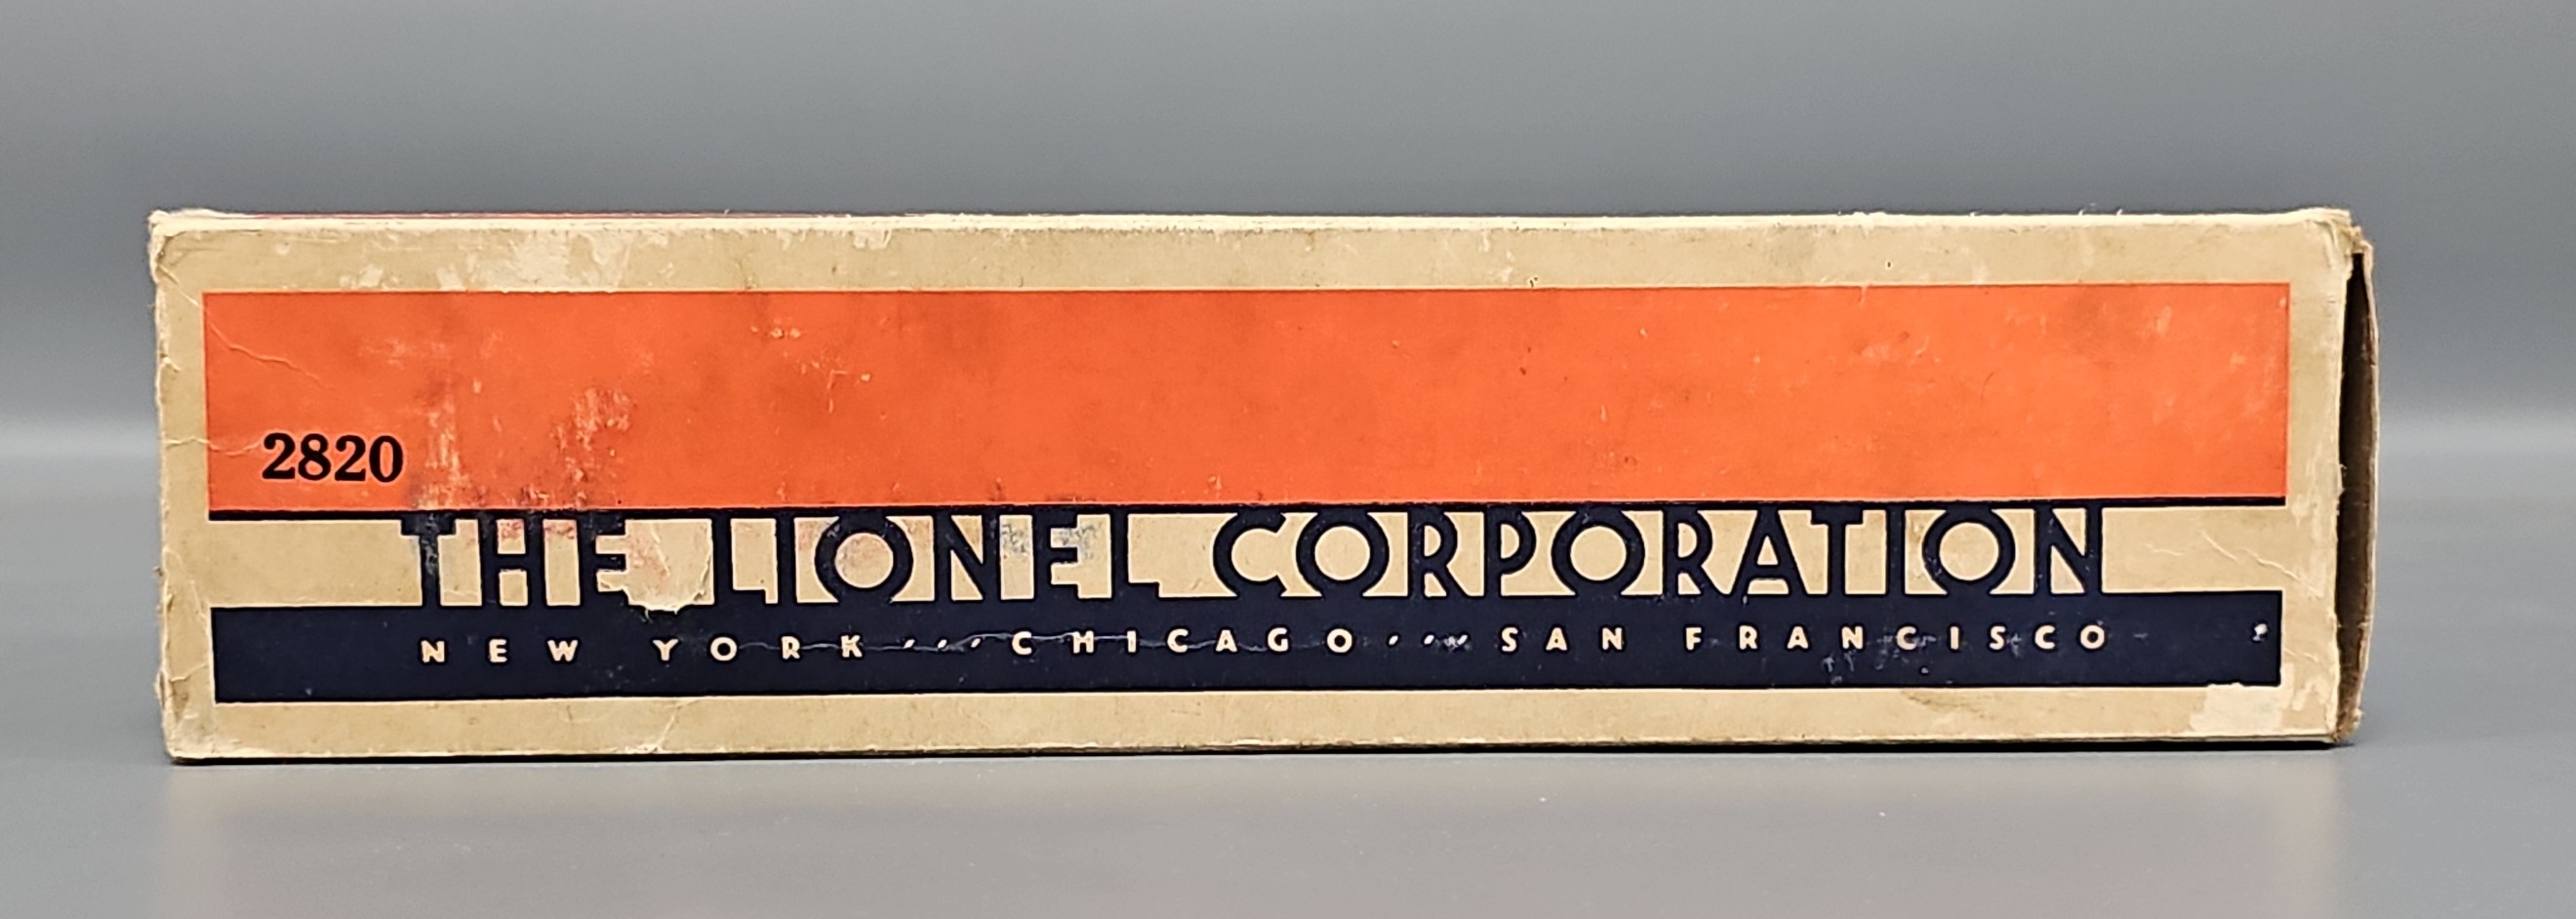 2820
THE LIONEL CORPORATION
NEW YORK ,,,, CHICAGO ,,,, SAN FRANCISCO